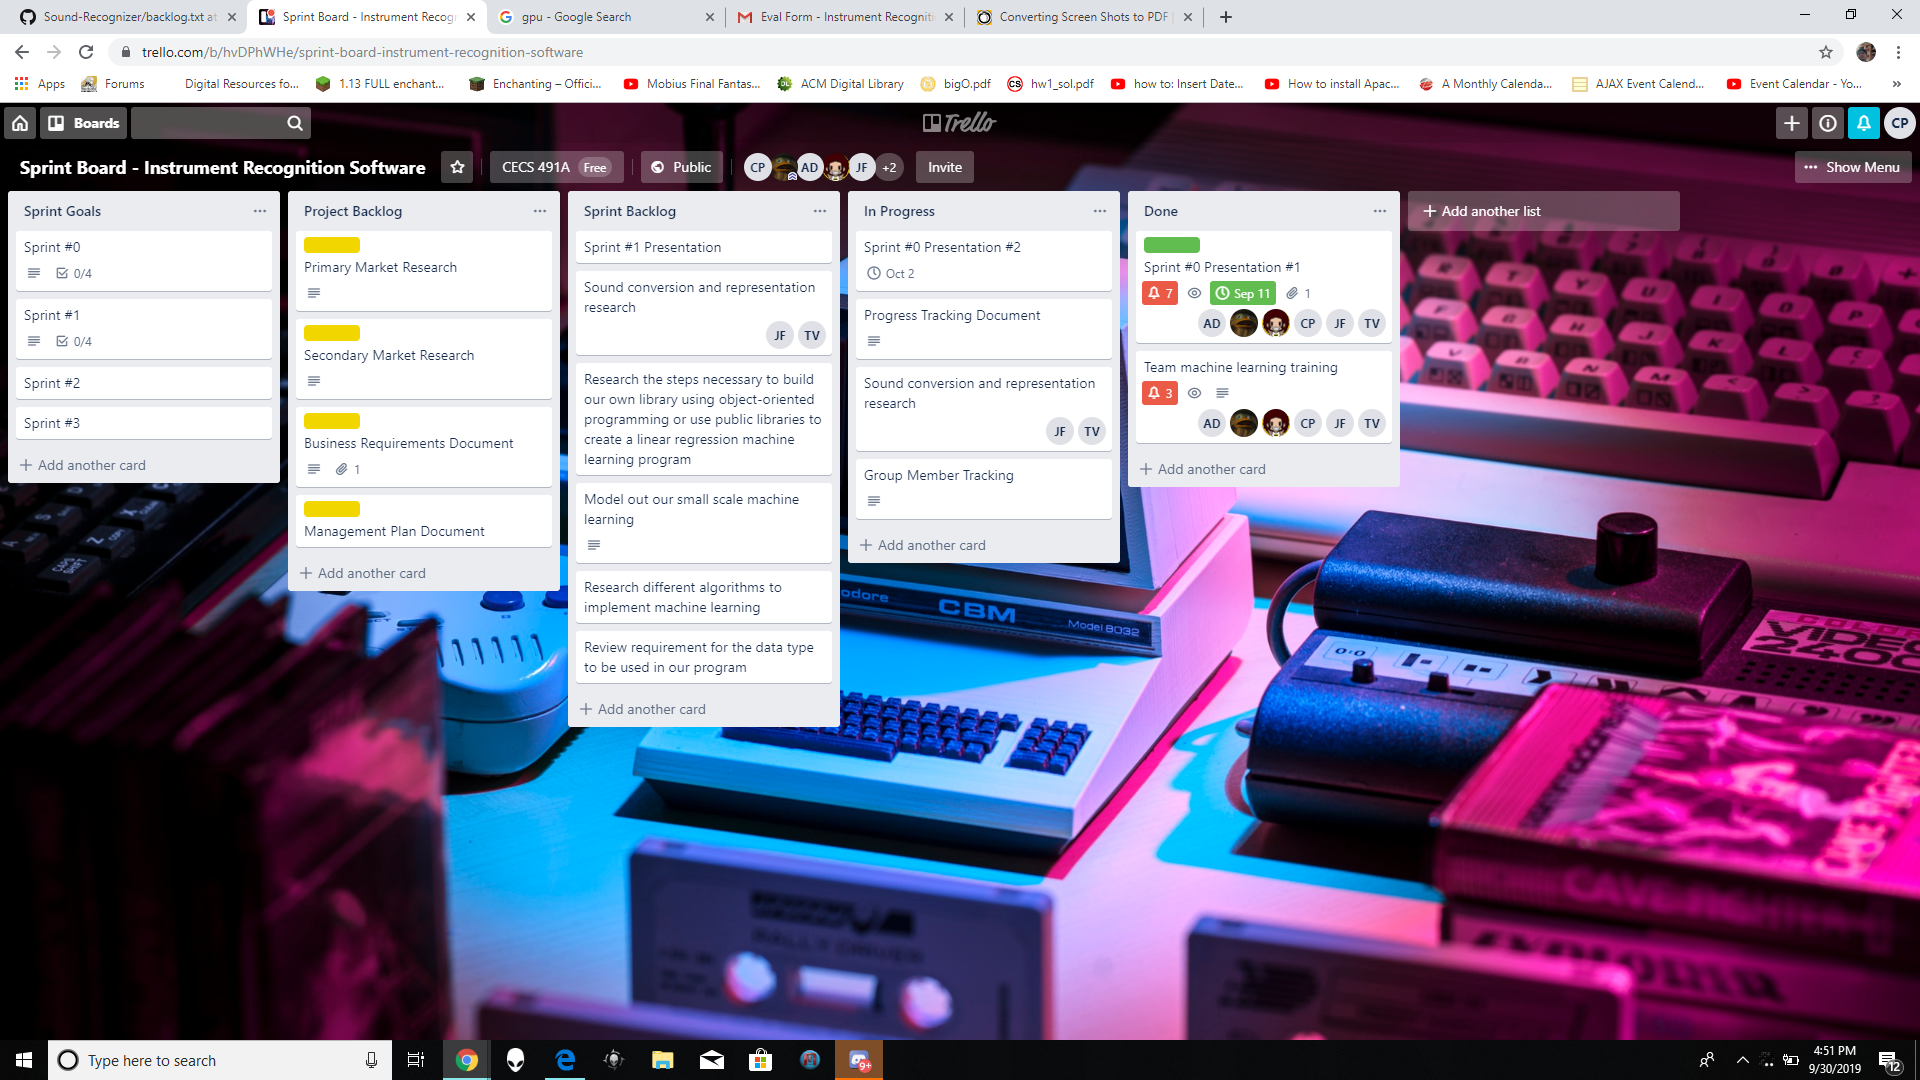 Sound-Recognizer/backlog.txt at
Sprint Board - Instrument Recogn
gpu - Google Search
Eval Form - Instrument Recogniti
Converting Screen Shots to PDF
trello.com/b/hvDPhWHe/sprint-board-instrument-recognition-software
Apps
Forums
Digital Resources fo...
1.13 FULL enchant...
Enchanting – Offici...
Mobius Final Fantas...
ACM Digital Library
bigO.pdf
hw1_sol.pdf
how to: Insert Date...
How to install Apac...
A Monthly Calenda...
AJAX Event Calend...
Event Calendar - Yo...
Boards
Trello
CP
Sprint Board - Instrument Recognition Software
CECS 491A Free
Public
CP AD JF +2
Invite
Show Menu
Sprint Goals
Sprint #0
0/4
Sprint #1
0/4
Sprint #2
Sprint #3
Add another card
Project Backlog
Primary Market Research
Secondary Market Research
Business Requirements Document
1
Management Plan Document
Add another card
Sprint Backlog
Sprint #1 Presentation
Sound conversion and representation
research
JF TV
Research the steps necessary to build
our own library using object-oriented
programming or use public libraries to
create a linear regression machine
learning program
Model out our small scale machine
learning
Research different algorithms to
implement machine learning
Review requirement for the data type
to be used in our program
Add another card
In Progress
Sprint #0 Presentation #2
Oct 2
Progress Tracking Document
Sound conversion and representation
research
JF TV
Group Member Tracking
Add another card
Done
Sprint #0 Presentation #1
7 Sep 11 1
AD CP JF TV
Team machine learning training
3
AD CP JF TV
Add another card
Add another list
CBM
Model 8032
VIDEO
2400
RALLY DRIVER
Type here to search
9+
4:51 PM
9/30/2019
12